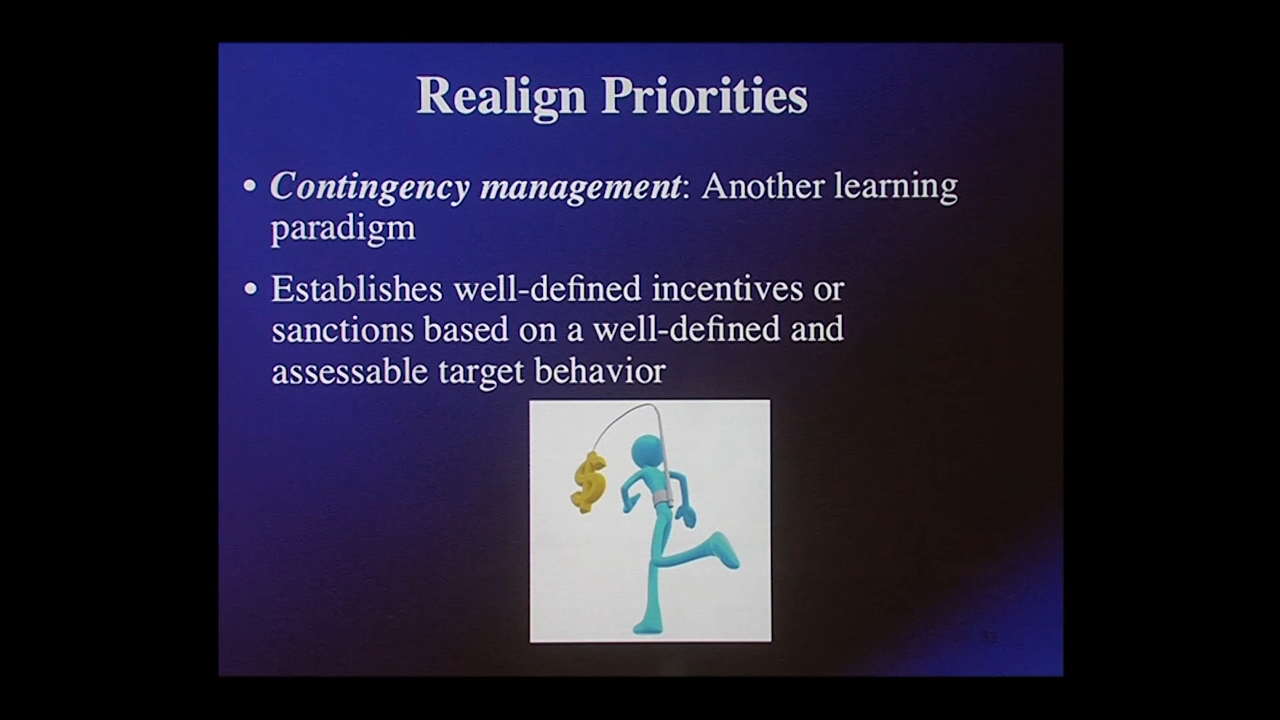 Realign Priorities
• Contingency management: Another learning
paradigm
• Establishes well-defined incentives or
sanctions based on a well-defined and
assessable target behavior
$